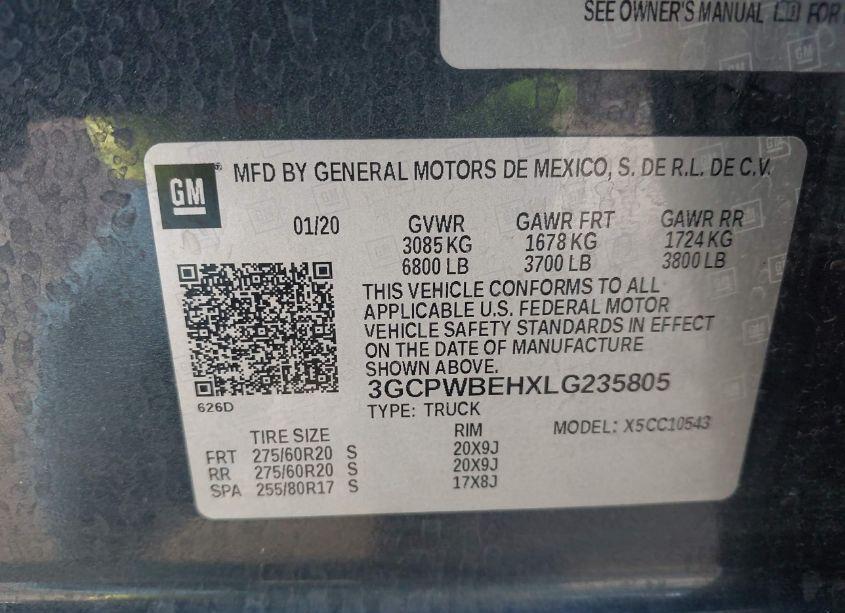 SEE OWNER'S MANUAL FOR
GM MFD BY GENERAL MOTORS DE MEXICO, S. DE R.L. DE C.V.
01/20 GVWR GAWR FRT GAWR RR
3085 KG 1678 KG 1724 KG
6800 LB 3700 LB 3800 LB
THIS VEHICLE CONFORMS TO ALL
APPLICABLE U.S. FEDERAL MOTOR
VEHICLE SAFETY STANDARDS IN EFFECT
ON THE DATE OF MANUFACTURE
SHOWN ABOVE.
3GCPWBEHXLG235805
626D
TYPE: TRUCK
MODEL: X5CC10543
TIRE SIZE RIM
FRT 275/60R20 S 20X9J
RR 275/60R20 S 20X9J
SPA 255/80R17 S 17X8J